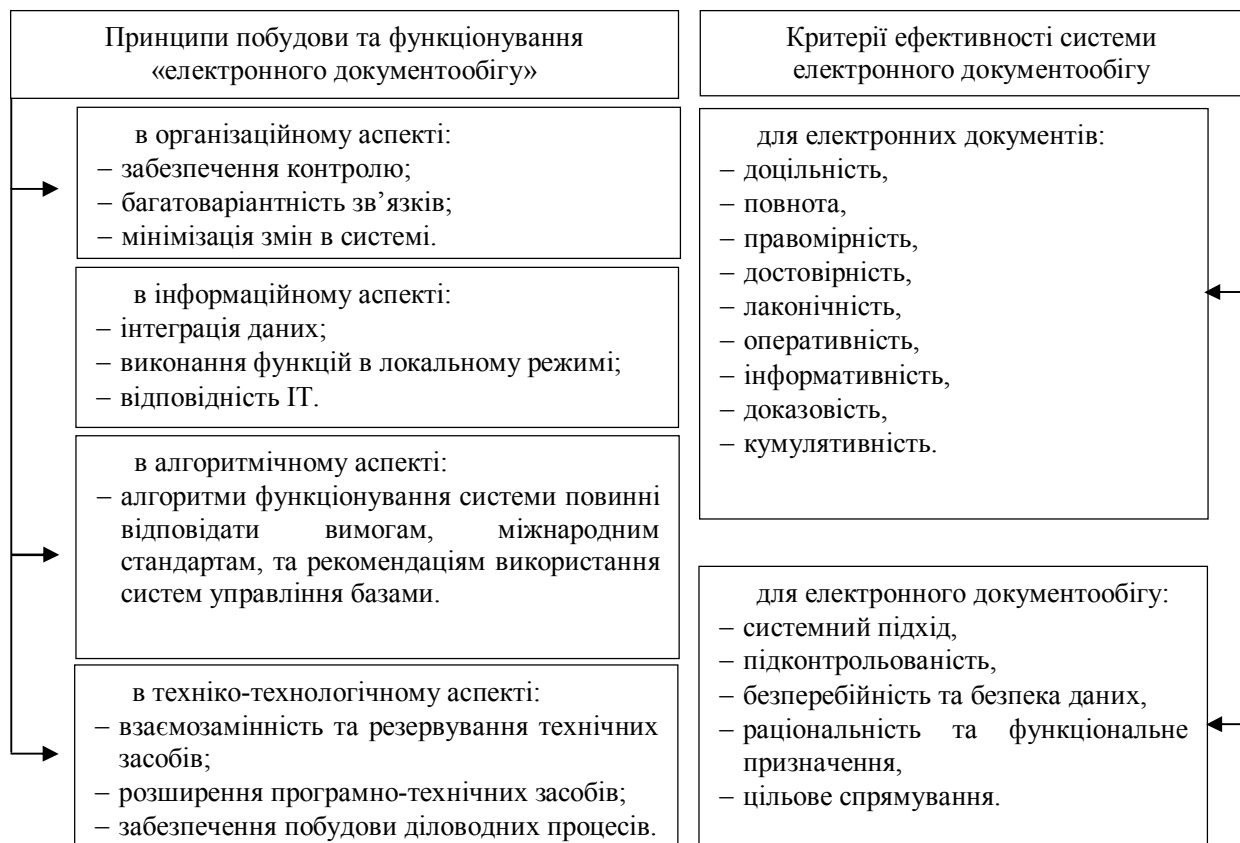 Принципи побудови та функціонування
«електронного документообігу»
в організаційному аспекті:
– забезпечення контролю;
– багатоваріантність зв’язків;
– мінімізація змін в системі.
в інформаційному аспекті:
– інтеграція даних;
– виконання функцій в локальному режимі;
– відповідність ІТ.
в алгоритмічному аспекті:
– алгоритми функціонування системи повинні
відповідати вимогам, міжнародним
стандартам, та рекомендаціям використання
систем управління базами.
в техніко-технологічному аспекті:
– взаємозамінність та резервування технічних
засобів;
– розширення програмно-технічних засобів;
– забезпечення побудови діловодних процесів.
Критерії ефективності системи
електронного документообігу
для електронних документів:
– доцільність,
– повнота,
– правомірність,
– достовірність,
– лаконічність,
– оперативність,
– інформативність,
– доказовість,
– кумулятивність.
для електронного документообігу:
– системний підхід,
– підконтрольованість,
– безперебійність та безпека даних,
– раціональність та функціональне
призначення,
– цільове спрямування.